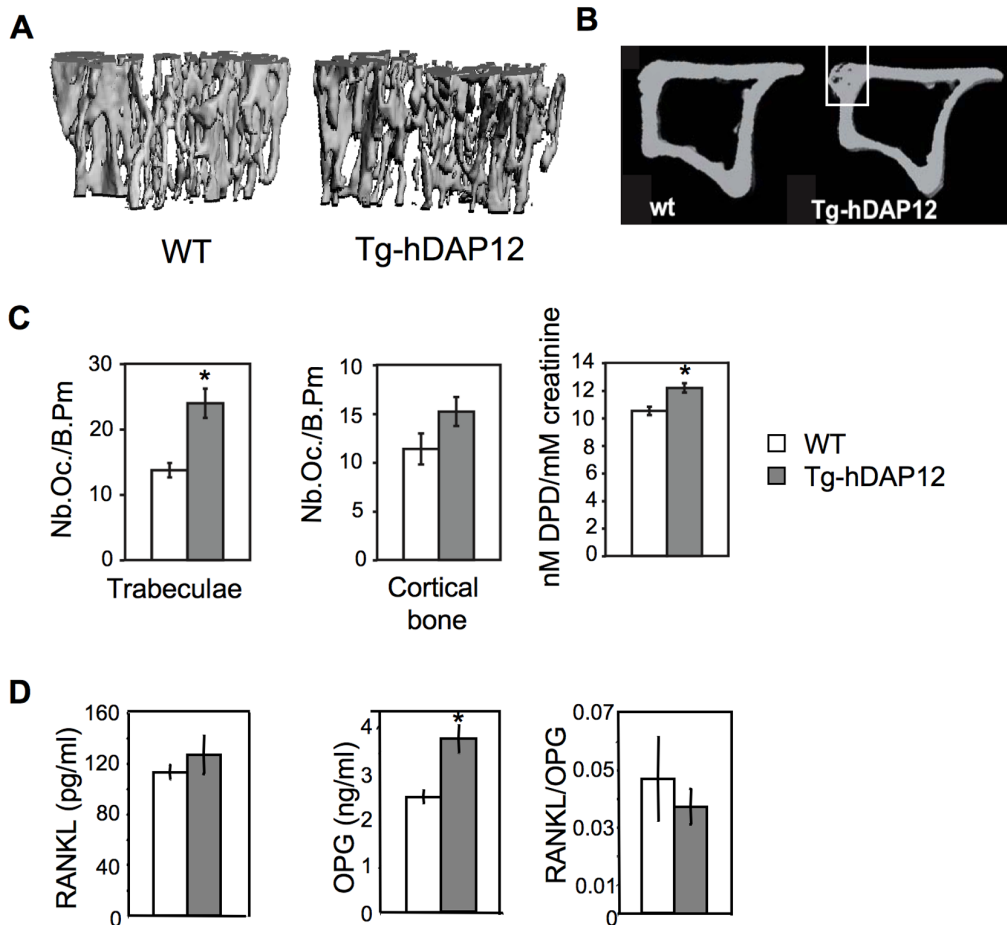 A
WT
Tg-hDAP12
B
wt
Tg-hDAP12
C
Nb.Oc./B.Pm
30
20
10
0
*
Trabeculae
Nb.Oc./B.Pm
10
15
10
5
0
Cortical
bone
nM DPD/mM creatinine
14
12
10
8
6
4
2
0
*
WT
Tg-hDAP12
D
RANKL (pg/ml)
160
120
80
40
0
OPG (ng/ml)
4
3
2
1
0
*
RANKL/OPG
0.07
0.05
0.03
0.01
0